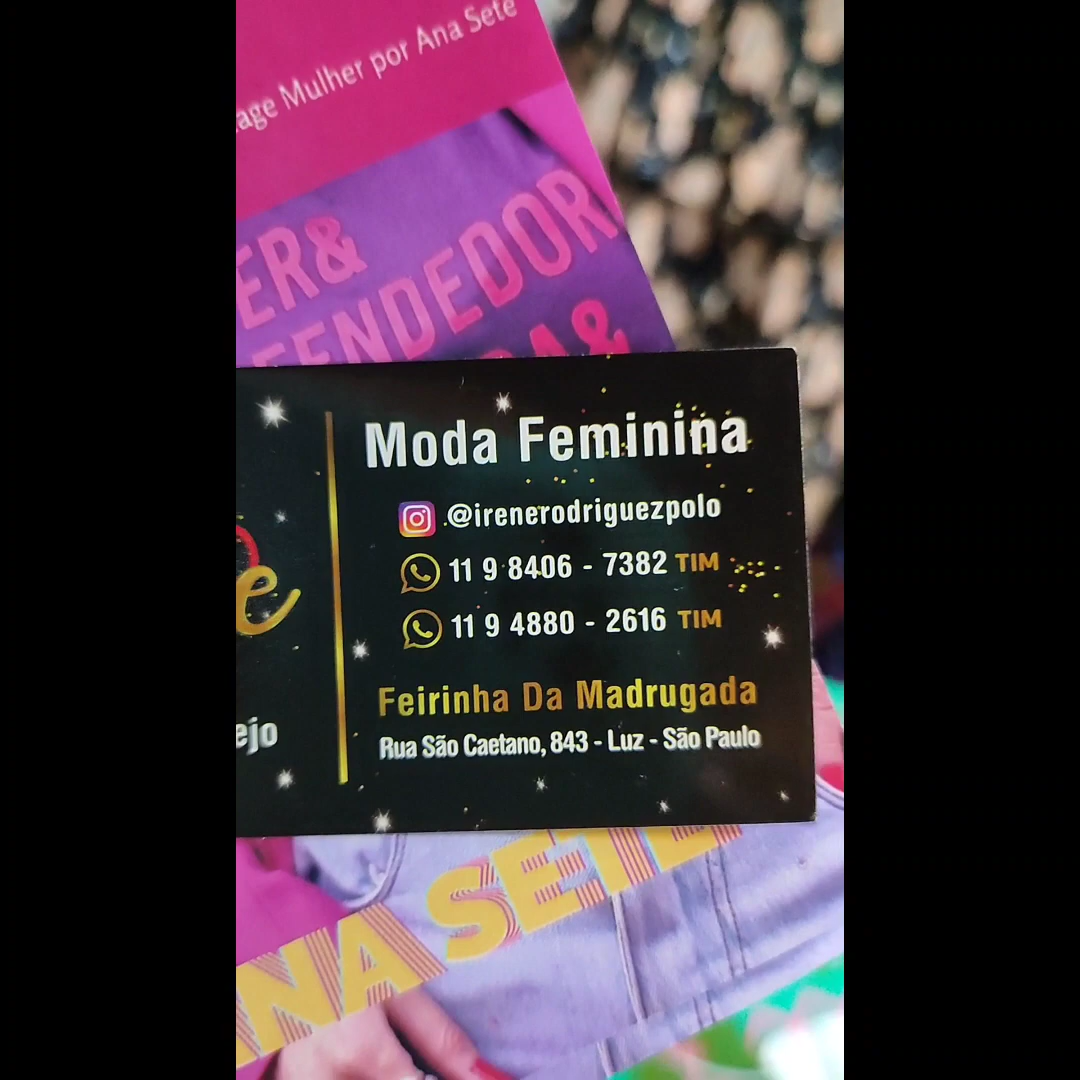 age Mulher por Ana Sete
ER&
ENDEDOR
A&
Moda Feminina
@irenerodriguezpolo
11 9 8406 - 7382 TIM
11 9 4880 - 2616 TIM
Feirinha Da Madrugada
Rua São Caetano, 843 - Luz - São Paulo
e
ejo
ANA SETE